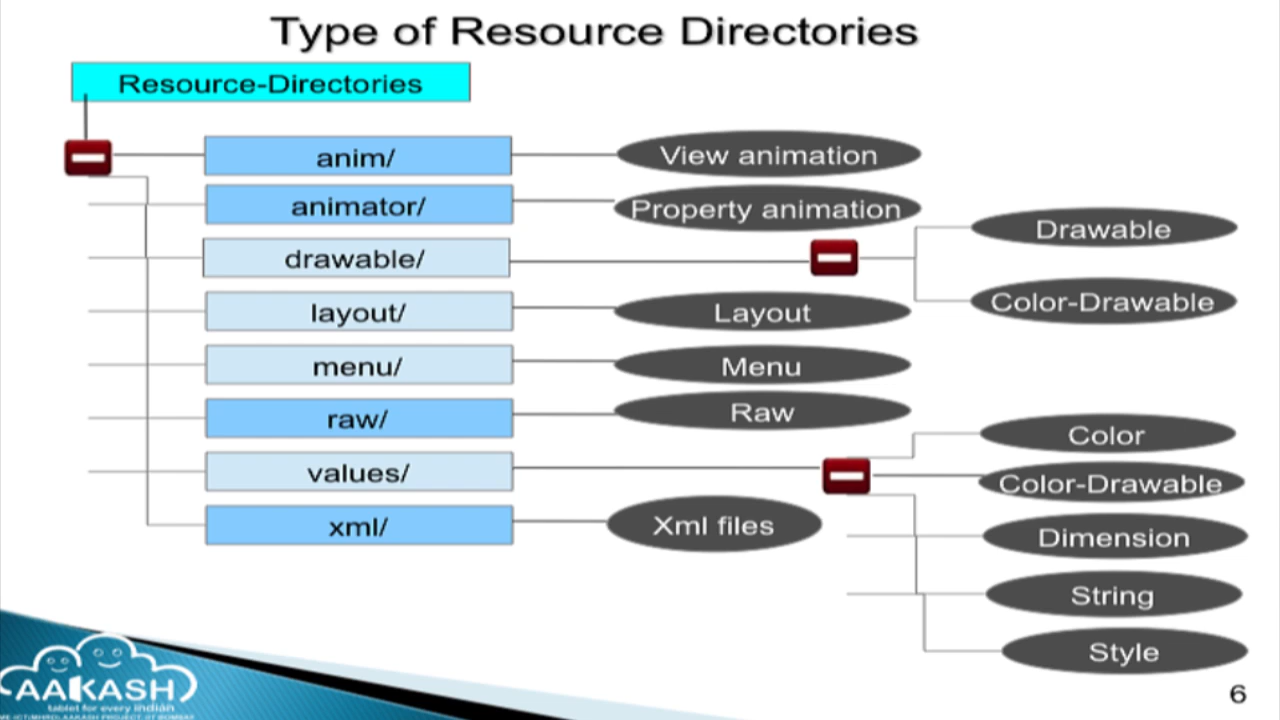 Type of Resource Directories
Resource-Directories
anim/
View animation
animator/
Property animation
drawable/
Drawable
Color-Drawable
layout/
Layout
menu/
Menu
raw/
Raw
values/
Color
Color-Drawable
Dimension
String
Style
xml/
Xml files
AAKASH
tablet for every indian
6